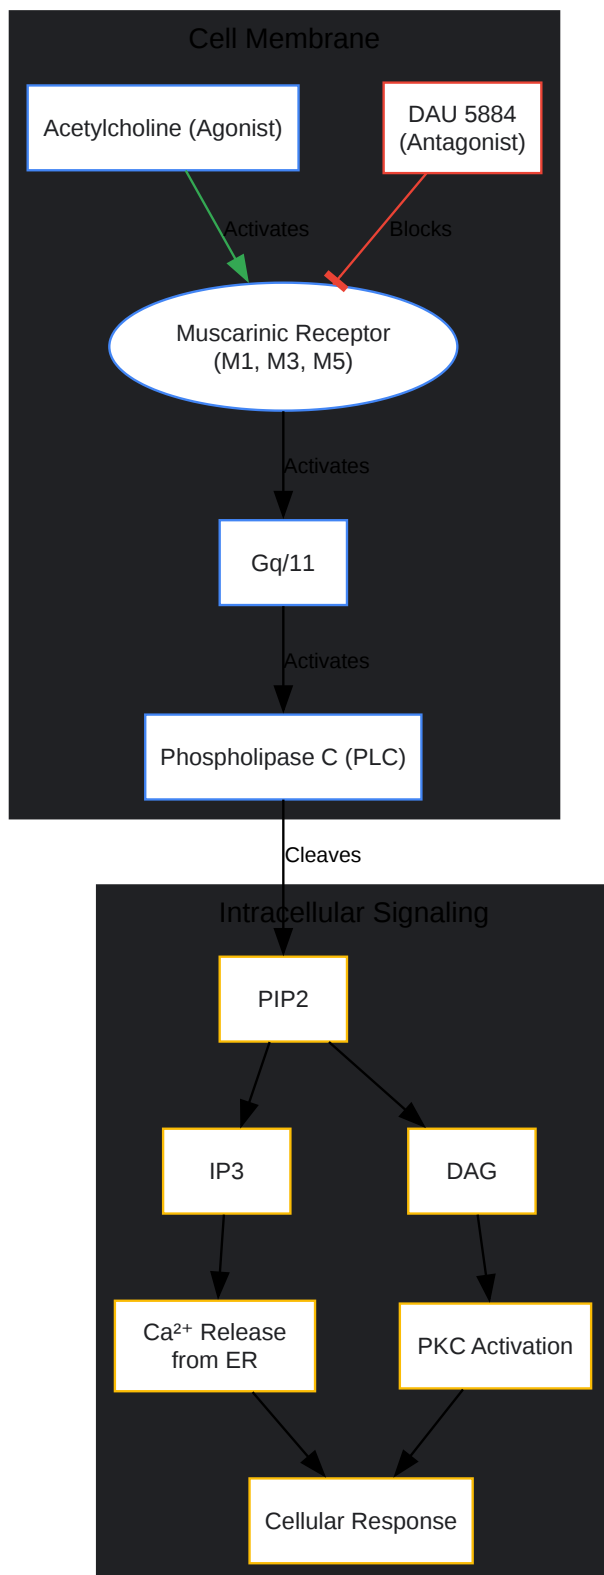 Cell Membrane
Acetylcholine (Agonist)
DAU 5884
(Antagonist)
Activates
Blocks
Muscarinic Receptor
(M1, M3, M5)
Activates
Gq/11
Activates
Phospholipase C (PLC)
Cleaves
Intracellular Signaling
PIP2
IP3
DAG
Ca²⁺ Release
from ER
PKC Activation
Cellular Response